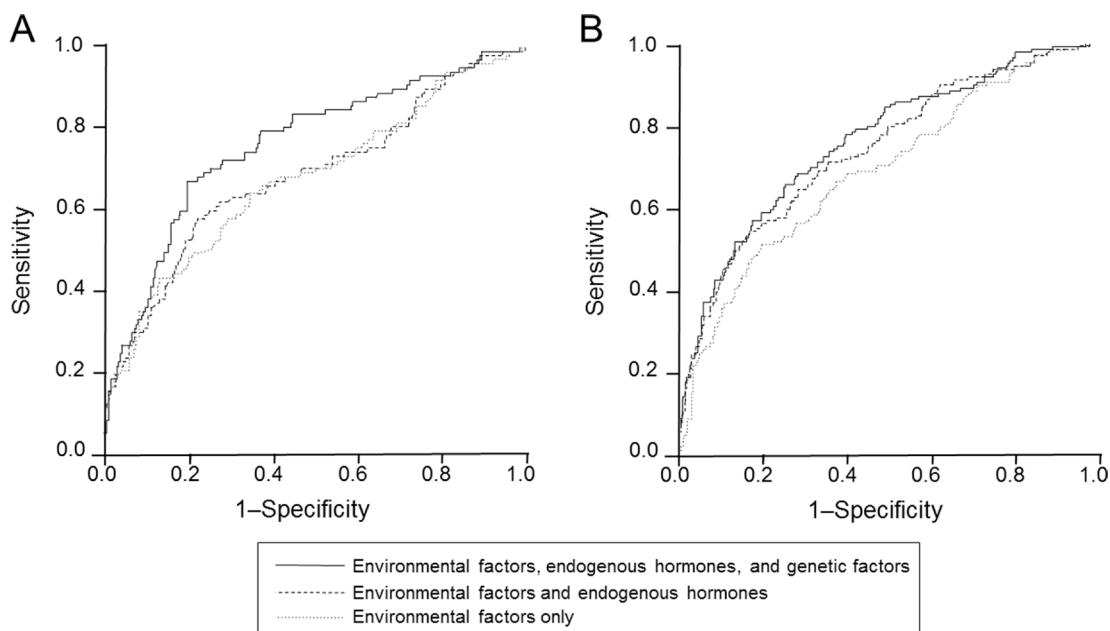 A
B
1.0
0.8
0.6
0.4
0.2
0.0
Sensitivity
0.0 0.2 0.4 0.6 0.8 1.0
1–Specificity
1.0
0.8
0.6
0.4
0.2
0.0
Sensitivity
0.0 0.2 0.4 0.6 0.8 1.0
1–Specificity
Environmental factors, endogenous hormones, and genetic factors
Environmental factors and endogenous hormones
Environmental factors only